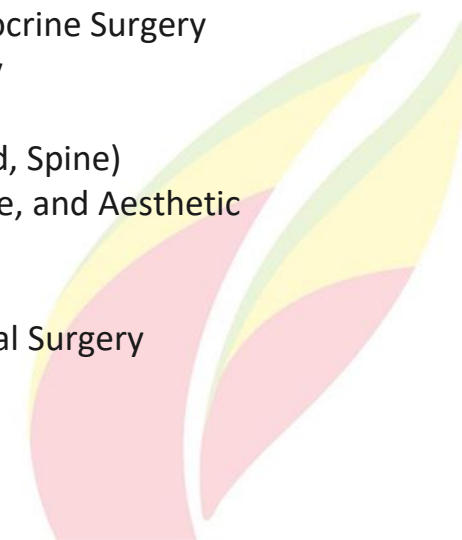 ocrine Surgery
d, Spine)
e, and Aesthetic
al Surgery